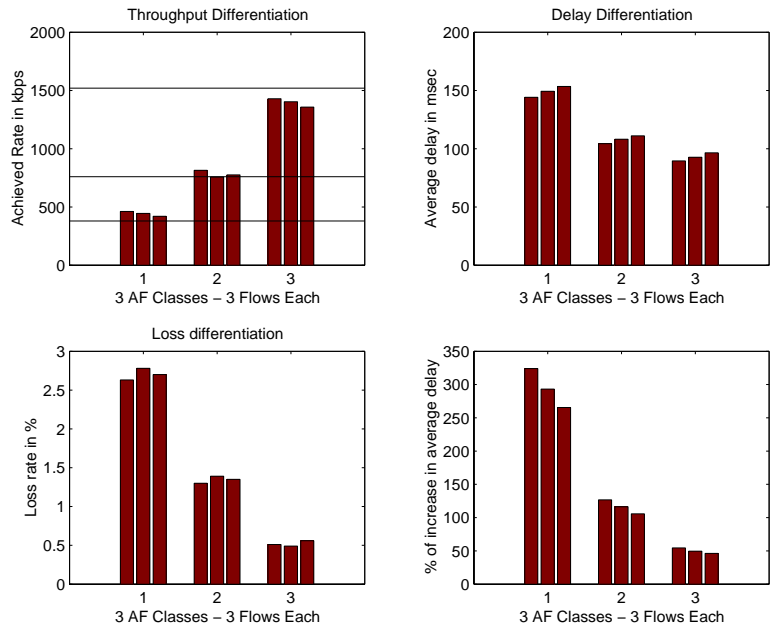 Throughput Differentiation
2000
1500
1000
500
0
Achieved Rate in kbps
1 2 3
3 AF Classes – 3 Flows Each
Delay Differentiation
200
150
100
50
0
Average delay in msec
1 2 3
3 AF Classes – 3 Flows Each
Loss differentiation
3
2.5
2
1.5
1
0.5
0
Loss rate in %
1 2 3
3 AF Classes – 3 Flows Each
350
300
250
200
150
100
50
0
% of increase in average delay
1 2 3
3 AF Classes – 3 Flows Each